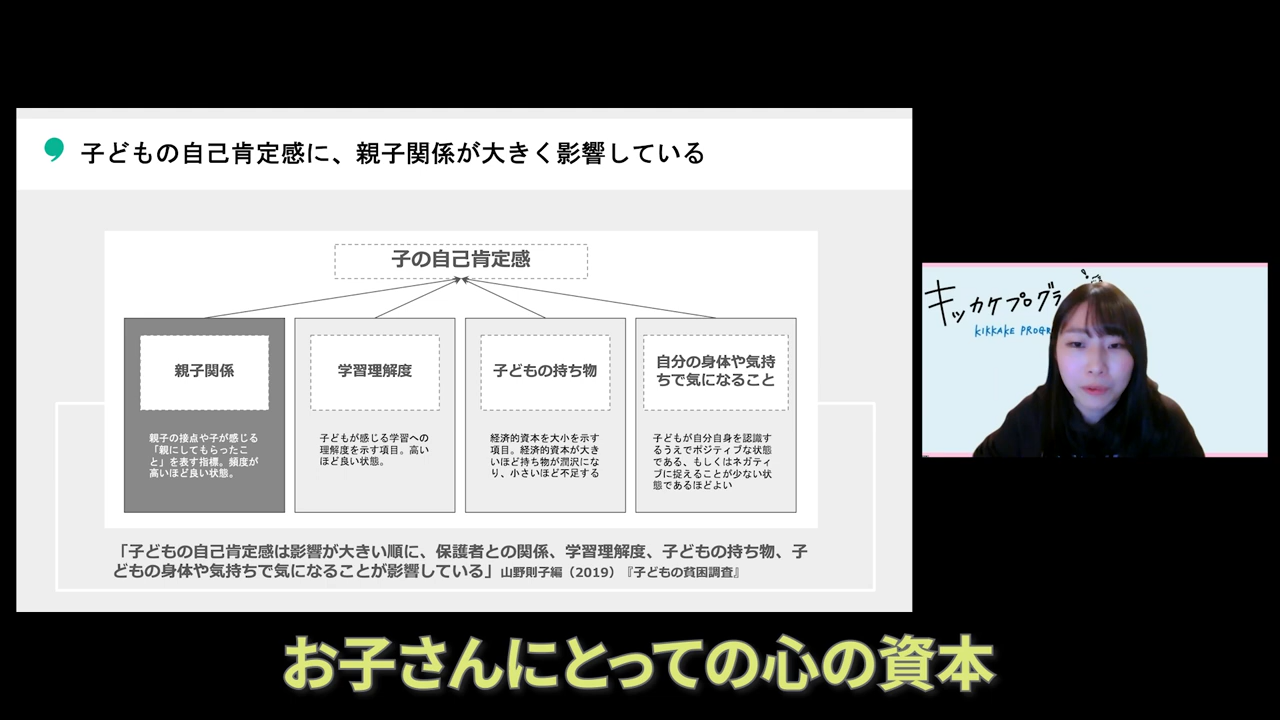 子どもの自己肯定感に、親子関係が大きく影響している
子の自己肯定感
親子関係
親子の接点や子が感じる
「親にしてもらったこ
と」を表す指標。頻度が
高いほど良い状態。
学習理解度
子どもが感じる学習への
理解度を示す項目。高い
ほど良い状態。
子どもの持ち物
経済的資本を大小を示す
項目。経済的資本が大き
いほど持ち物が潤沢にな
り、小さいほど不足する
自分の身体や気持
ちで気になること
子どもが自分自身を認識す
るうえでポジティブな状態
である、もしくはネガティ
ブに捉えることが少ない状
態であるほどよい
「子どもの自己肯定感は影響が大きい順に、保護者との関係、学習理解度、子どもの持ち物、子
どもの身体や気持ちで気になることが影響している」山野則子編（2019）『子どもの貧困調査』
キッカケプログラ
KIKKAKE PROGR
お子さんにとっての心の資本